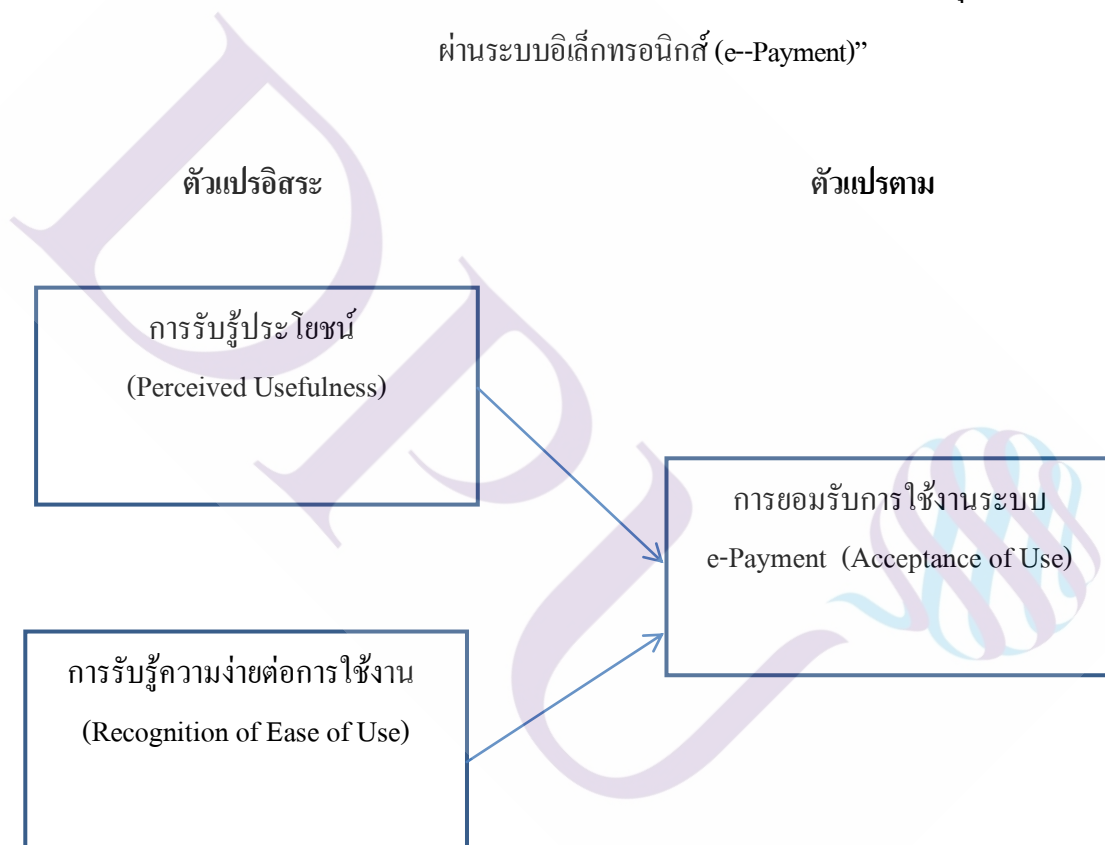 ผ่านระบบอิเล็กทรอนิกส์ (e--Payment)”
ตัวแปรอิสระ
ตัวแปรตาม
การรับรู้ประโยชน์
(Perceived Usefulness)
การยอมรับการใช้งานระบบ
e-Payment (Acceptance of Use)
การรับรู้ความง่ายต่อการใช้งาน
(Recognition of Ease of Use)
DPU